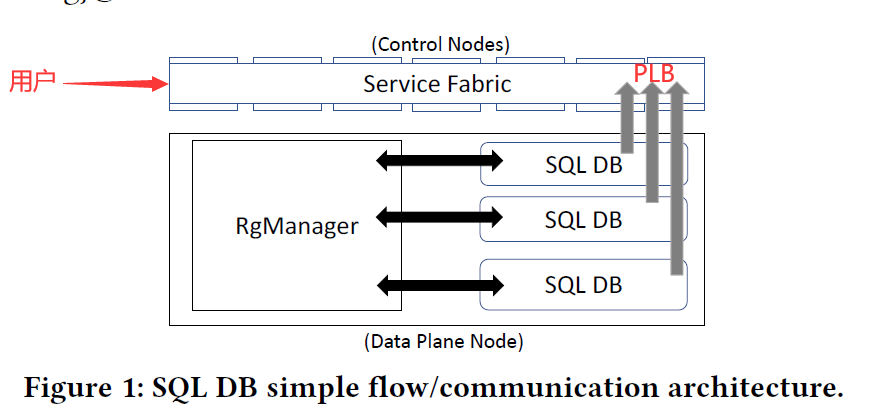 (Control Nodes)
用户
Service Fabric
PLB
RgManager
SQL DB
SQL DB
SQL DB
(Data Plane Node)
Figure 1: SQL DB simple flow/communication architecture.